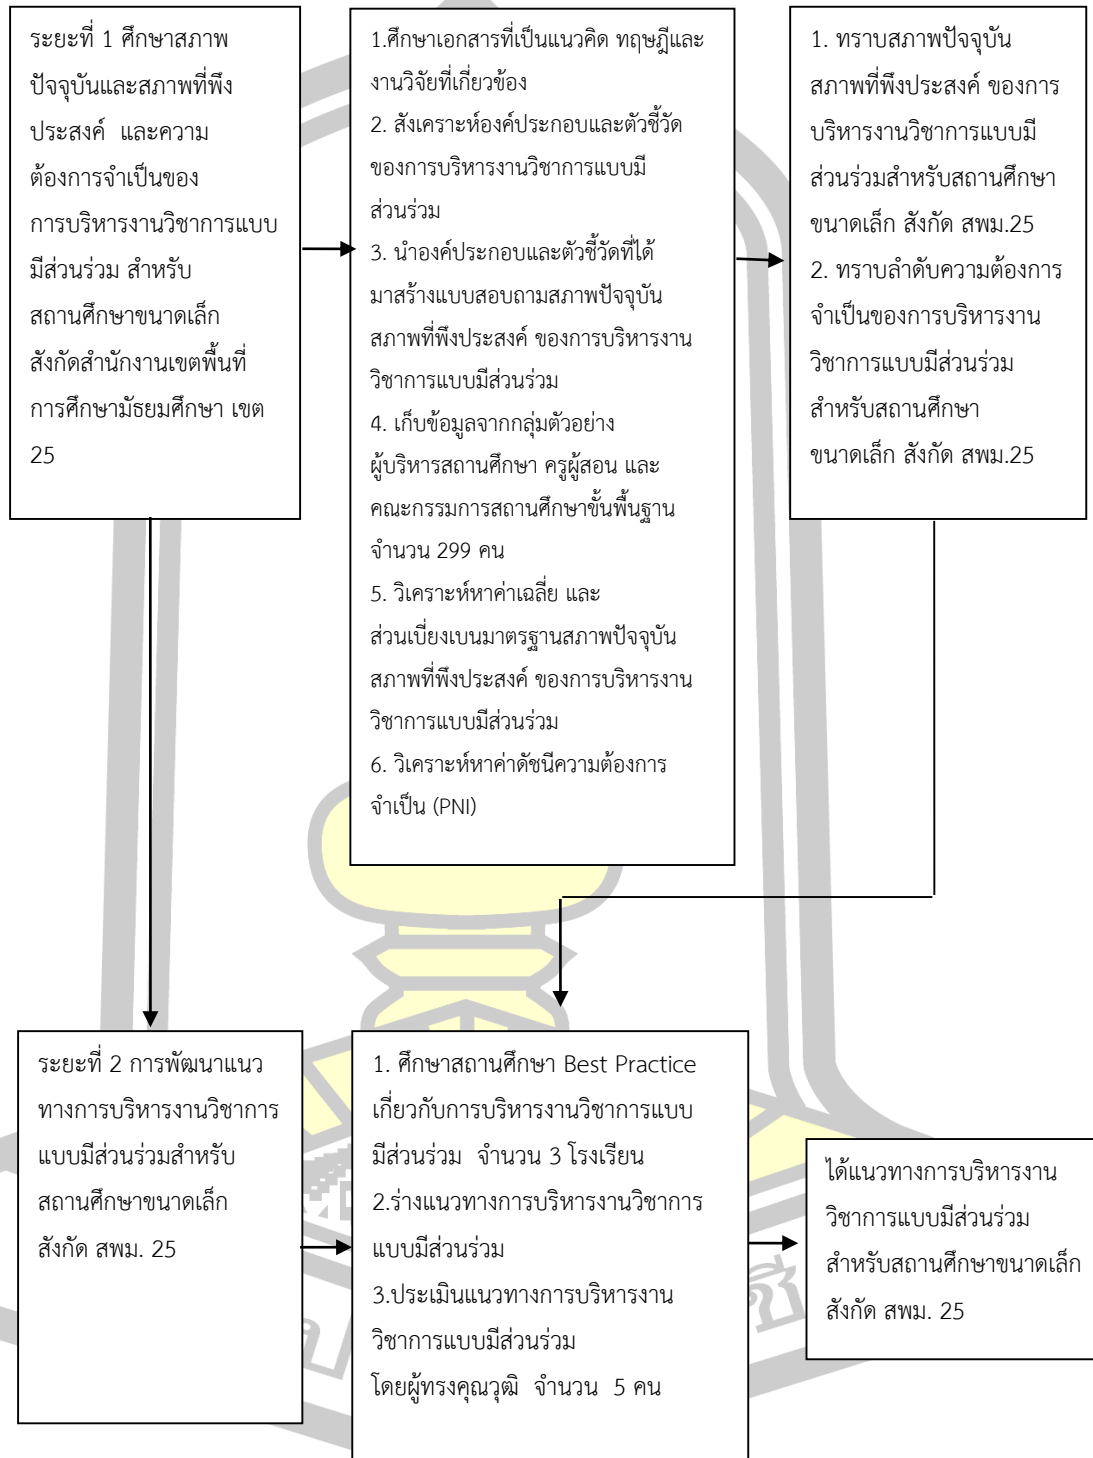 ระยะที่ 1 ศึกษาสภาพ
ปัจจุบันและสภาพที่พึง
ประสงค์ และความ
ต้องการจำเป็นของ
การบริหารงานวิชาการแบบ
มีส่วนร่วม สำหรับ
สถานศึกษาขนาดเล็ก
สังกัดสำนักงานเขตพื้นที่
การศึกษามัธยมศึกษา เขต
25
1.ศึกษาเอกสารที่เป็นแนวคิด ทฤษฎีและ
งานวิจัยที่เกี่ยวข้อง
2. สังเคราะห์องค์ประกอบและตัวชี้วัด
ของการบริหารงานวิชาการแบบมี
ส่วนร่วม
3. นำองค์ประกอบและตัวชี้วัดที่ได้
มาสร้างแบบสอบถามสภาพปัจจุบัน
สภาพที่พึงประสงค์ ของการบริหารงาน
วิชาการแบบมีส่วนร่วม
4. เก็บข้อมูลจากกลุ่มตัวอย่าง
ผู้บริหารสถานศึกษา ครูผู้สอน และ
คณะกรรมการสถานศึกษาขั้นพื้นฐาน
จำนวน 299 คน
5. วิเคราะห์หาค่าเฉลี่ย และ
ส่วนเบี่ยงเบนมาตรฐานสภาพปัจจุบัน
สภาพที่พึงประสงค์ ของการบริหารงาน
วิชาการแบบมีส่วนร่วม
6. วิเคราะห์หาค่าดัชนีความต้องการ
จำเป็น (PNI)
1. ทราบสภาพปัจจุบัน
สภาพที่พึงประสงค์ ของการ
บริหารงานวิชาการแบบมี
ส่วนร่วมสำหรับสถานศึกษา
ขนาดเล็ก สังกัด สพม.25
2. ทราบลำดับความต้องการ
จำเป็นของการบริหารงาน
วิชาการแบบมีส่วนร่วม
สำหรับสถานศึกษา
ขนาดเล็ก สังกัด สพม.25
ระยะที่ 2 การพัฒนาแนว
ทางการบริหารงานวิชาการ
แบบมีส่วนร่วมสำหรับ
สถานศึกษาขนาดเล็ก
สังกัด สพม. 25
1. ศึกษาสถานศึกษา Best Practice
เกี่ยวกับการบริหารงานวิชาการแบบ
มีส่วนร่วม จำนวน 3 โรงเรียน
2.ร่างแนวทางการบริหารงานวิชาการ
แบบมีส่วนร่วม
3.ประเมินแนวทางการบริหารงาน
วิชาการแบบมีส่วนร่วม
โดยผู้ทรงคุณวุฒิ จำนวน 5 คน
ได้แนวทางการบริหารงาน
วิชาการแบบมีส่วนร่วม
สำหรับสถานศึกษาขนาดเล็ก
สังกัด สพม. 25